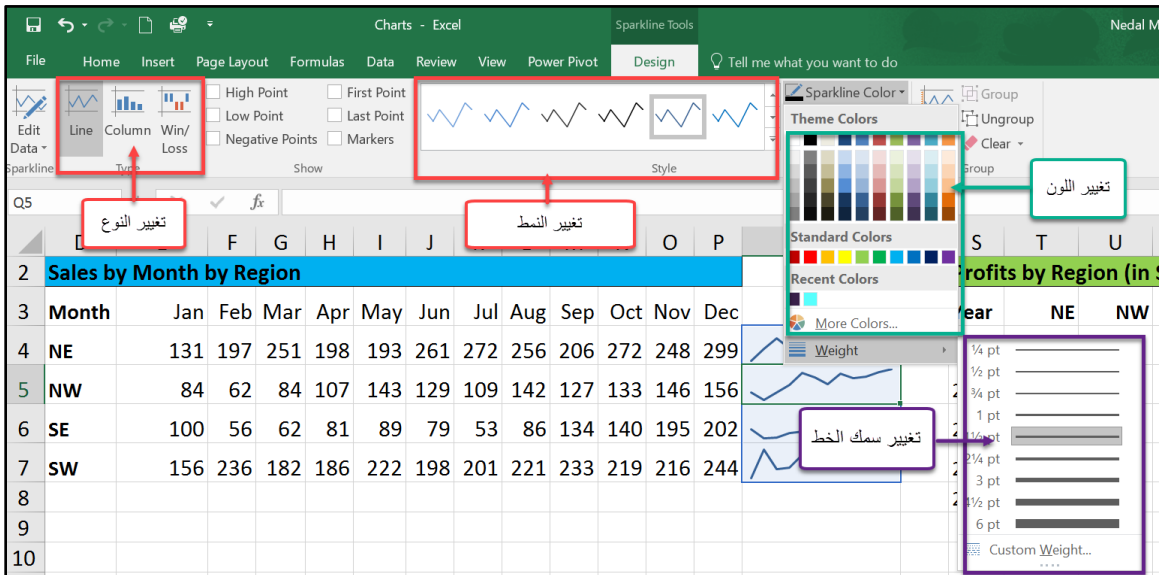 Charts - Excel
Sparkline Tools
Nedal M
File Home Insert Page Layout Formulas Data Review View Power Pivot Design Tell me what you want to do
Edit Data
Line
Column
Win/ Loss
Sparkline
Type
High Point
Low Point
Negative Points
First Point
Last Point
Markers
Show
Style
Sparkline Color
Group
Ungroup
Clear
Group
Theme Colors
Standard Colors
Recent Colors
More Colors...
Weight
تغيير النوع
تغيير النمط
تغيير اللون
تغيير سمك الخط
Q5 fx
F G H I J O P S T U
2 Sales by Month by Region
3 Month Jan Feb Mar Apr May Jun Jul Aug Sep Oct Nov Dec
4 NE 131 197 251 198 193 261 272 256 206 272 248 299
5 NW 84 62 84 107 143 129 109 142 127 133 146 156
6 SE 100 56 62 81 89 79 53 86 134 140 195 202
7 SW 156 236 182 186 222 198 201 221 233 219 216 244
8
9
10
Profits by Region (in
Year NE NW
¼ pt
½ pt
¾ pt
1 pt
1½ pt
2¼ pt
3 pt
4½ pt
6 pt
Custom Weight...